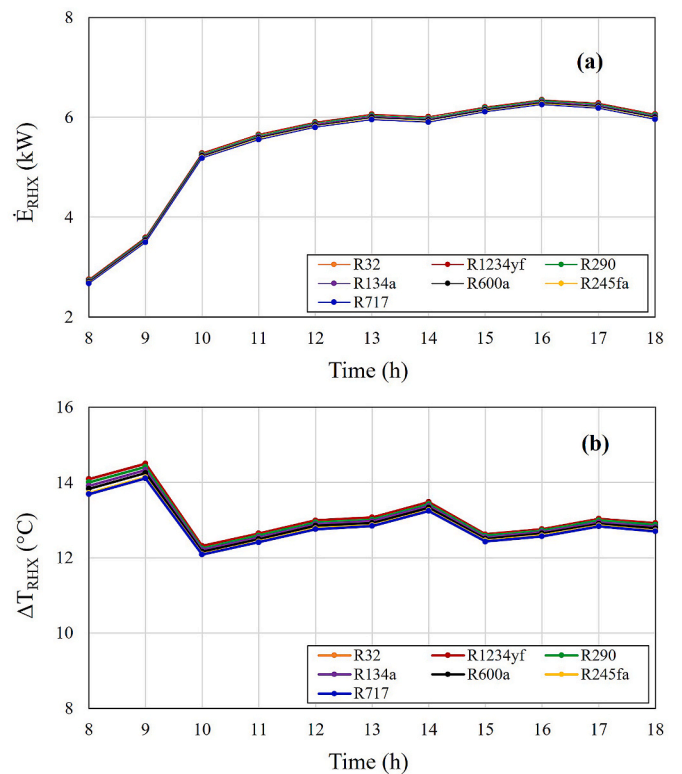 8
(a)
6
4
2
Ė_RHX (kW)
R32 R1234yf R290
R134a R600a R245fa
R717
8 9 10 11 12 13 14 15 16 17 18
Time (h)
16
(b)
14
12
10
8
ΔT_RHX (°C)
R32 R1234yf R290
R134a R600a R245fa
R717
8 9 10 11 12 13 14 15 16 17 18
Time (h)